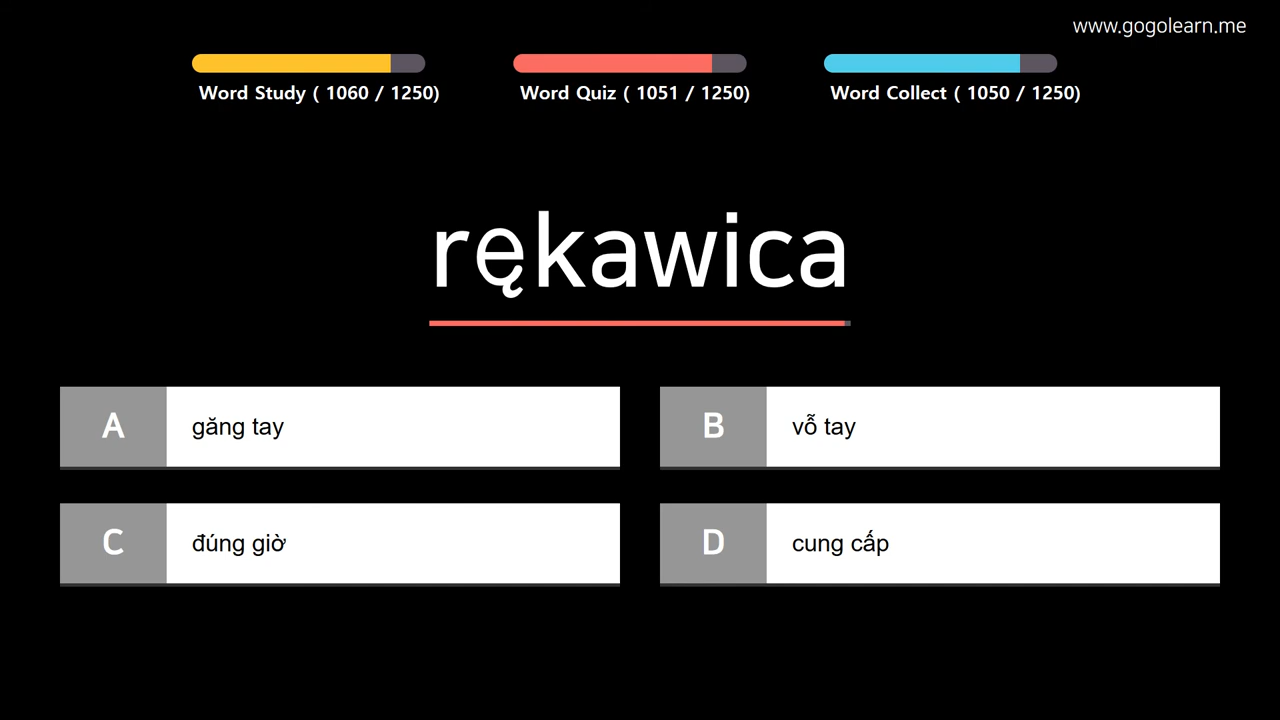 www.gogolearn.me
Word Study ( 1060 / 1250)
Word Quiz ( 1051 / 1250)
Word Collect ( 1050 / 1250)
rękawica
A găng tay
B vỗ tay
C đúng giờ
D cung cấp